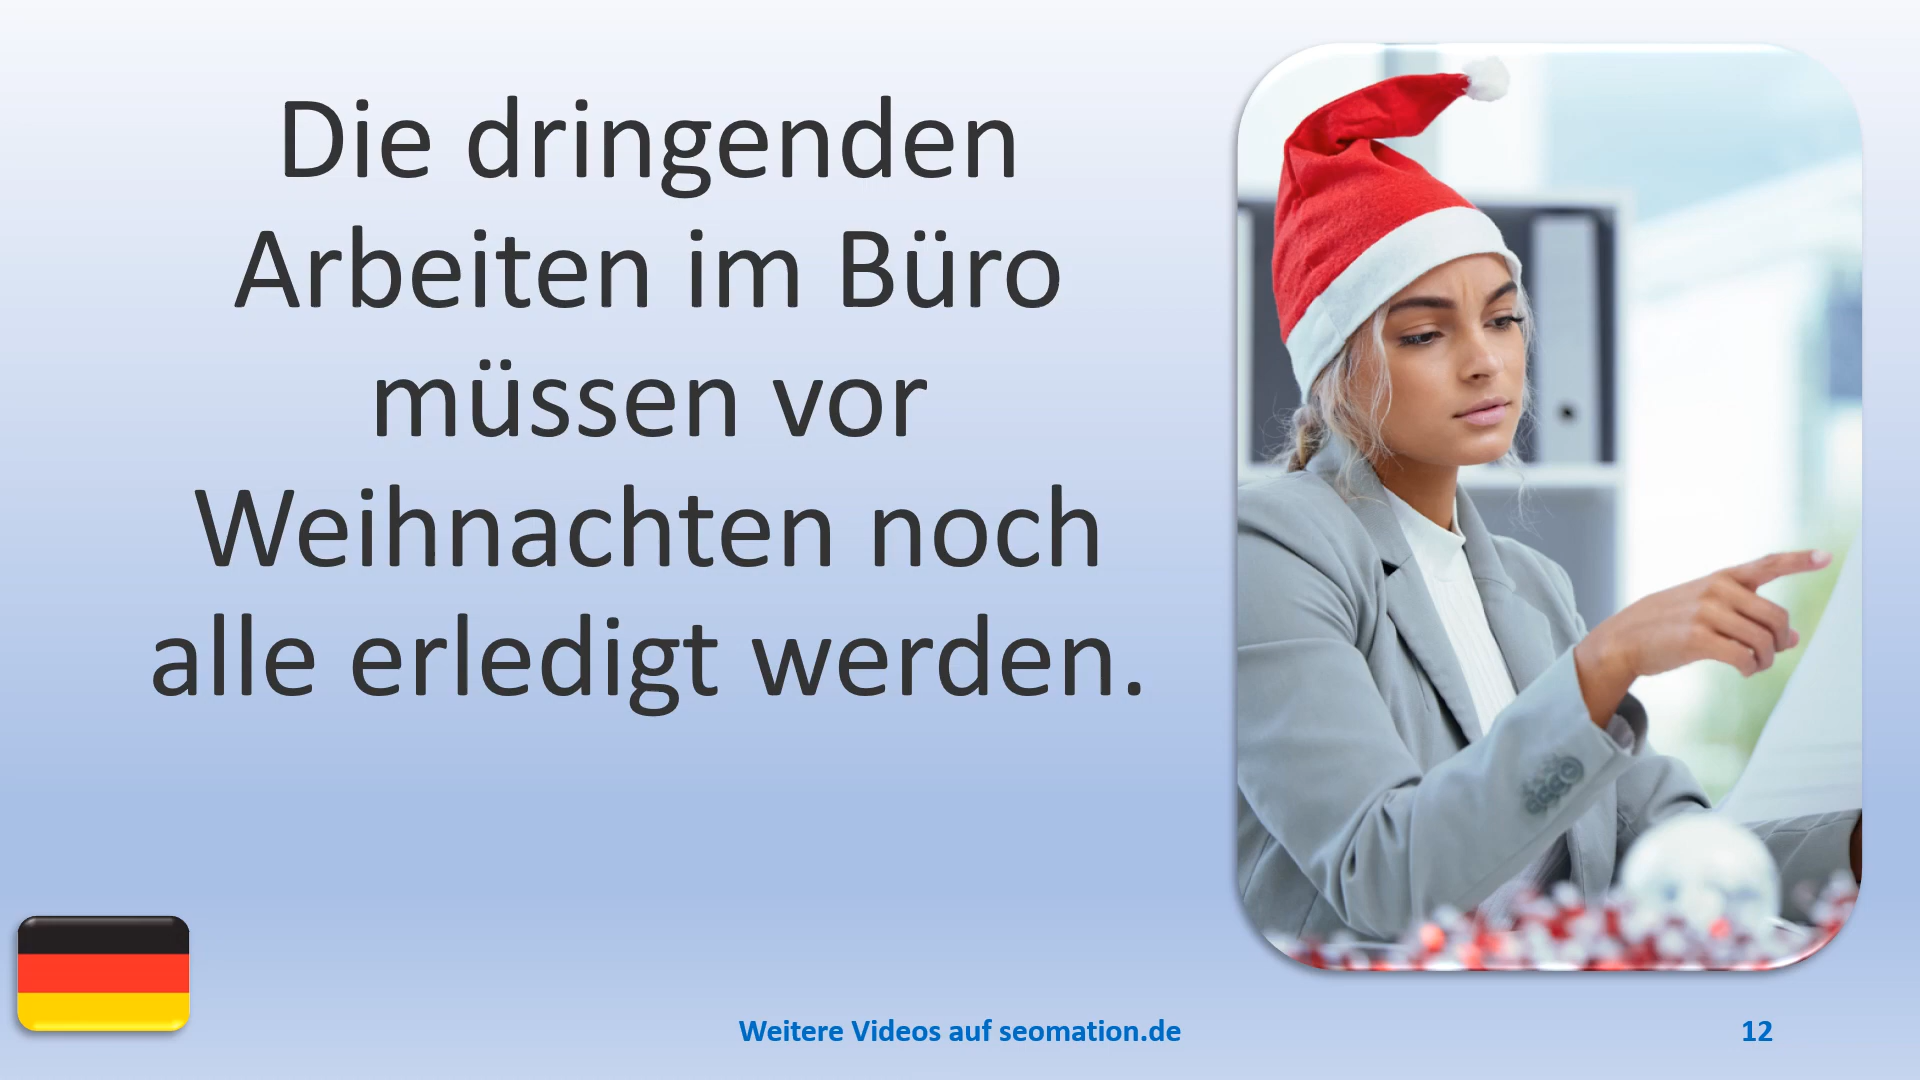 Die dringenden
Arbeiten im Büro
müssen vor
Weihnachten noch
alle erledigt werden.
Weitere Videos auf seomation.de
12